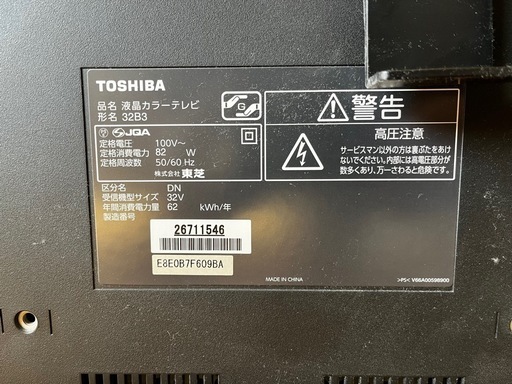 TOSHIBA
品名 液晶カラーテレビ
形名 32B3
JQA
定格電圧 100V~
定格消費電力 82 W
定格周波数 50/60 Hz
株式会社 東芝
区分 DN
受信機型サイズ 32V
年間消費電力量 62 kWh/年
製造番号
26711546
E8E0B7F609BA
G
警告
高圧注意
サービスマン以外の方は裏ぶたをあけないでください。内部には高電圧部分が数多くあり、万一さわると危険です。
MADE IN CHINA
>PS< V66A00598900